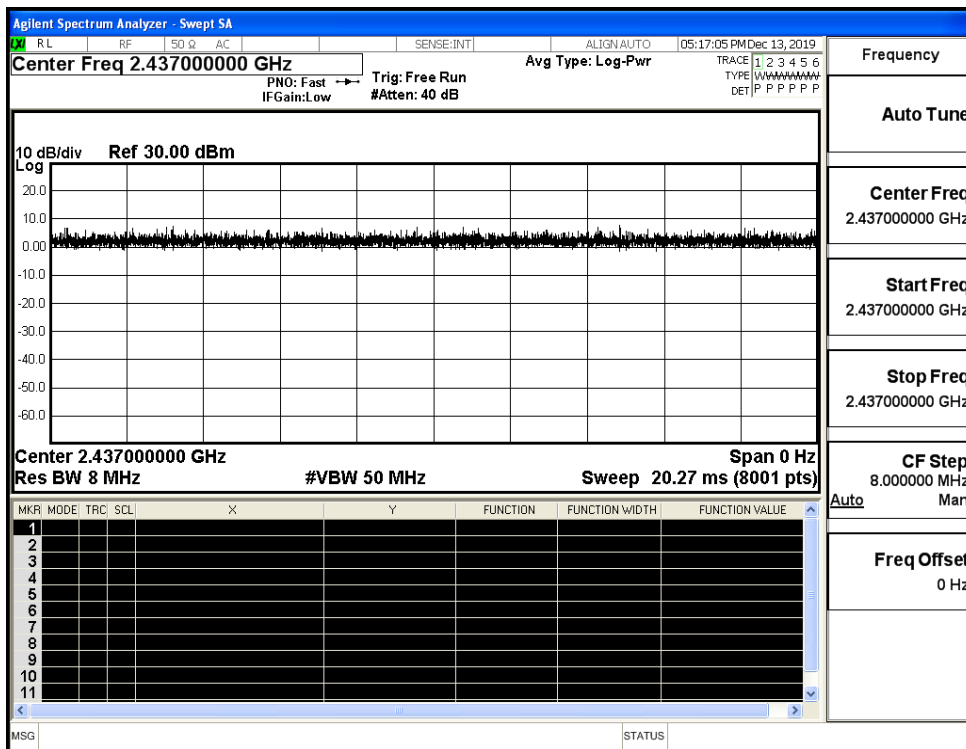 Agilent Spectrum Analyzer - Swept SA
LXI RL RF 50 Ω AC SENSE:INT ALIGN AUTO 05:17:05 PM Dec 13, 2019
Center Freq 2.437000000 GHz
PNO: Fast
IFGain:Low
Trig: Free Run
#Atten: 40 dB
Avg Type: Log-Pwr
TRACE 1 2 3 4 5 6
TYPE WWWWWW
DET P P P P P P
10 dB/div Ref 30.00 dBm
Log
20.0
10.0
0.00
-10.0
-20.0
-30.0
-40.0
-50.0
-60.0
Center 2.437000000 GHz Span 0 Hz
Res BW 8 MHz #VBW 50 MHz Sweep 20.27 ms (8001 pts)
MKR MODE TRC SCL X Y FUNCTION FUNCTION WIDTH FUNCTION VALUE
1
2
3
4
5
6
7
8
9
10
11
MSG STATUS
Frequency
Auto Tune
Center Freq
2.437000000 GHz
Start Freq
2.437000000 GHz
Stop Freq
2.437000000 GHz
CF Step
8.000000 MHz
Auto Man
Freq Offset
0 Hz